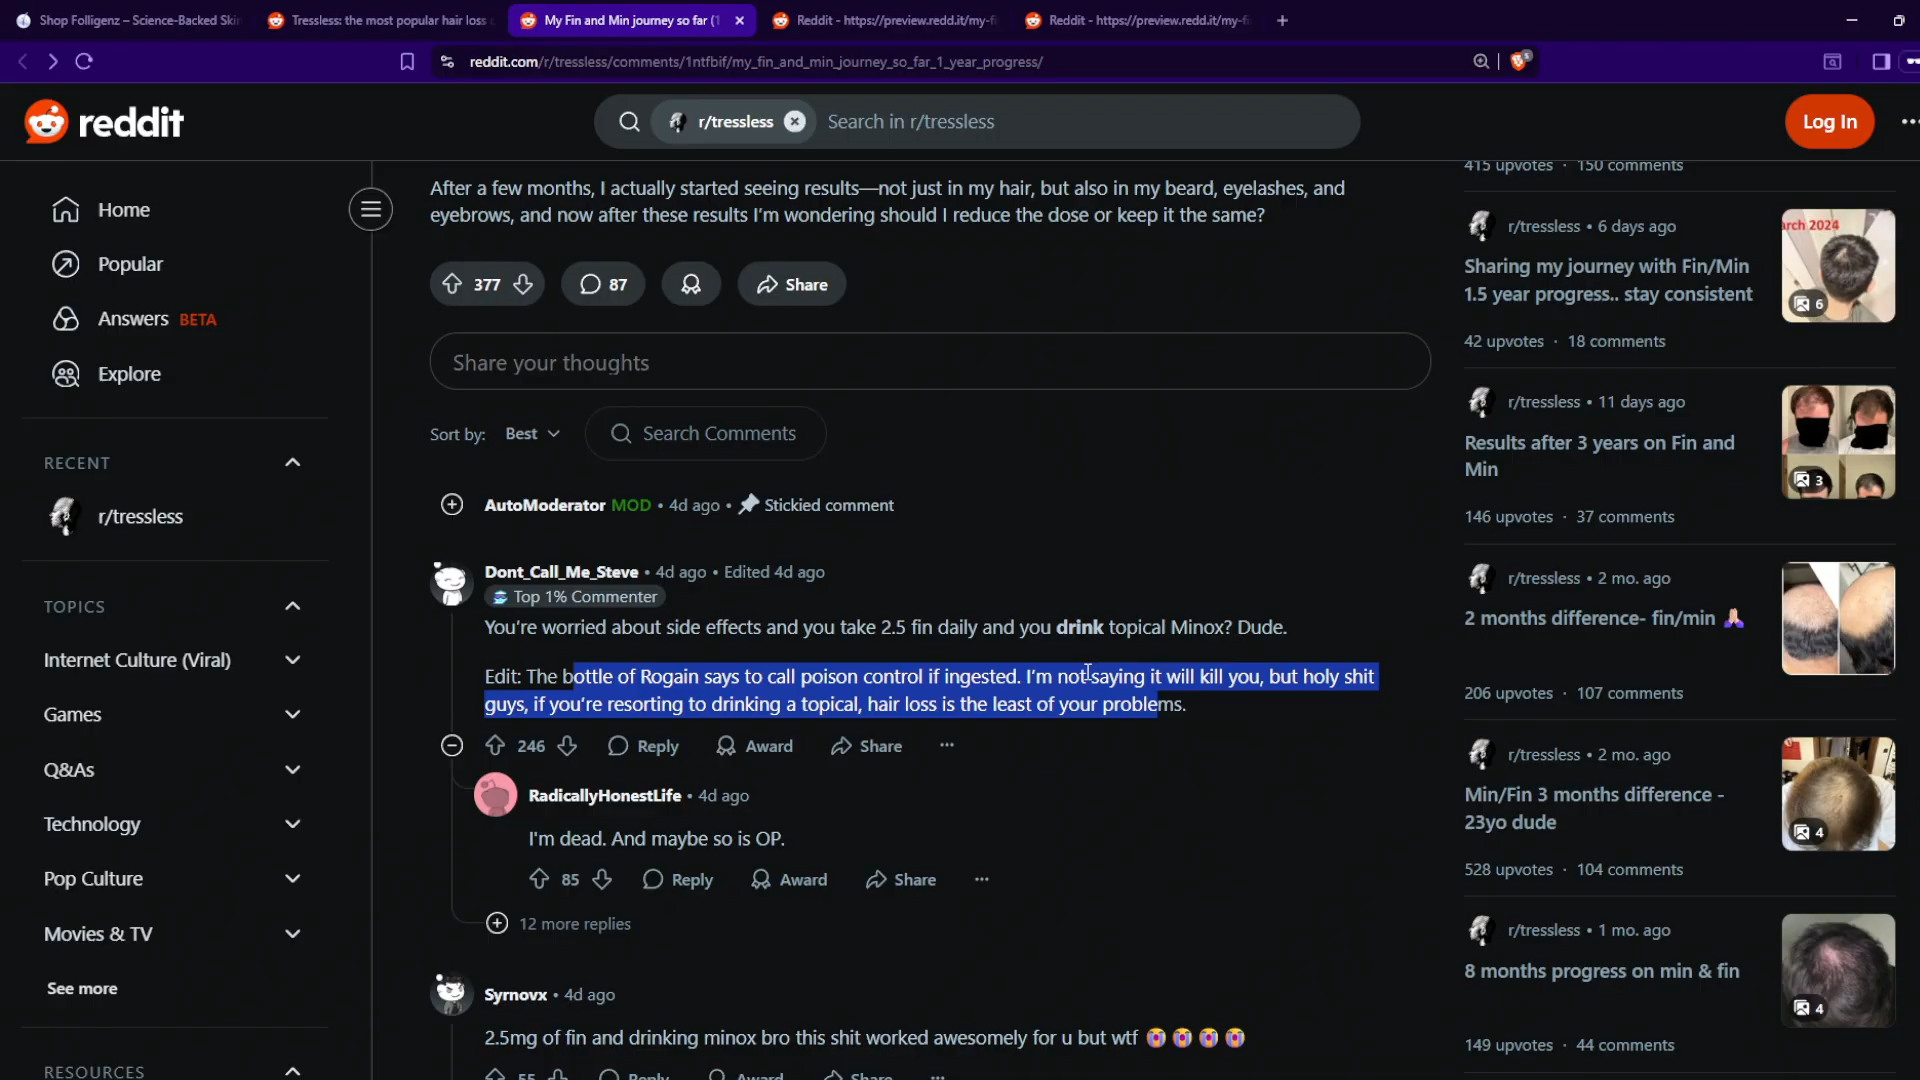 Shop Folligenz – Science-Backed Ski
Tressless: the most popular hair loss
My Fin and Min journey so far (1
Reddit - https://preview.redd.it/my-fi
Reddit - https://preview.redd.it/my-fi
reddit.com/r/tressless/comments/1ntfbif/my_fin_and_min_journey_so_far_1_year_progress/
reddit
r/tressless
Search in r/tressless
Log In
Home
Popular
Answers BETA
Explore
RECENT
r/tressless
TOPICS
Internet Culture (Viral)
Games
Q&As
Technology
Pop Culture
Movies & TV
See more
RESOURCES
After a few months, I actually started seeing results—not just in my hair, but also in my beard, eyelashes, and
eyebrows, and now after these results I'm wondering should I reduce the dose or keep it the same?
377
87
Share
Share your thoughts
Sort by: Best
Search Comments
AutoModerator MOD • 4d ago • Stickied comment
Dont_Call_Me_Steve • 4d ago • Edited 4d ago
Top 1% Commenter
You're worried about side effects and you take 2.5 fin daily and you drink topical Minox? Dude.
Edit: The bottle of Rogain says to call poison control if ingested. I'm not saying it will kill you, but holy shit
guys, if you're resorting to drinking a topical, hair loss is the least of your problems.
246 Reply Award Share
RadicallyHonestLife • 4d ago
I'm dead. And maybe so is OP.
85 Reply Award Share
12 more replies
Syrnovx • 4d ago
2.5mg of fin and drinking minox bro this shit worked awesomely for u but wtf 😭 😭 😭 😭
55 Reply Award Share
415 upvotes · 150 comments
r/tressless • 6 days ago
Sharing my journey with Fin/Min
1.5 year progress.. stay consistent
arch 2024
6
42 upvotes · 18 comments
r/tressless • 11 days ago
Results after 3 years on Fin and
Min
3
146 upvotes · 37 comments
r/tressless • 2 mo. ago
2 months difference- fin/min 🙏🏻
206 upvotes · 107 comments
r/tressless • 2 mo. ago
Min/Fin 3 months difference -
23yo dude
4
528 upvotes · 104 comments
r/tressless • 1 mo. ago
8 months progress on min & fin
4
149 upvotes · 44 comments